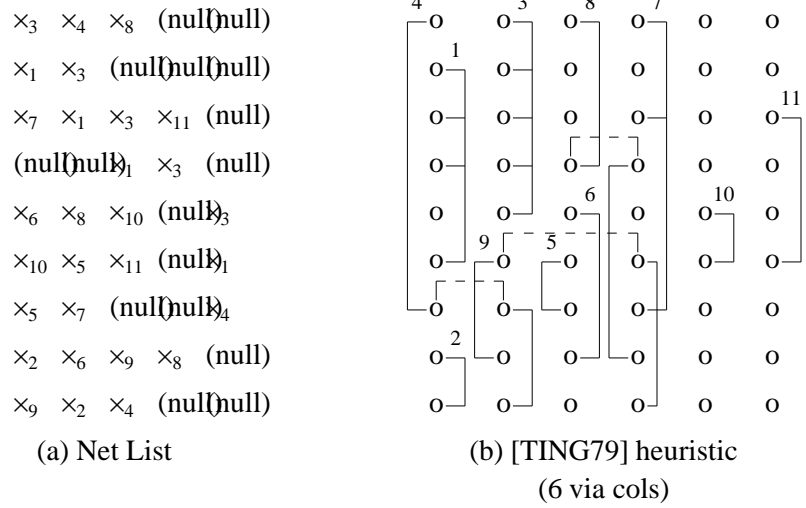 ×₃ ×₄ ×₈ (null)(null)
×₁ ×₃ (null)(null)(null)
×₇ ×₁ ×₃ ×₁₁ (null)
(null)(null)×₁ ×₃ (null)
×₆ ×₈ ×₁₀ (null)×₃
×₁₀ ×₅ ×₁₁ (null)×₁
×₅ ×₇ (null)(null)×₄
×₂ ×₆ ×₉ ×₈ (null)
×₉ ×₂ ×₄ (null)(null)
(a) Net List
4 3 8 7
1
11
6 10
9 5
2
(b) [TING79] heuristic
(6 via cols)